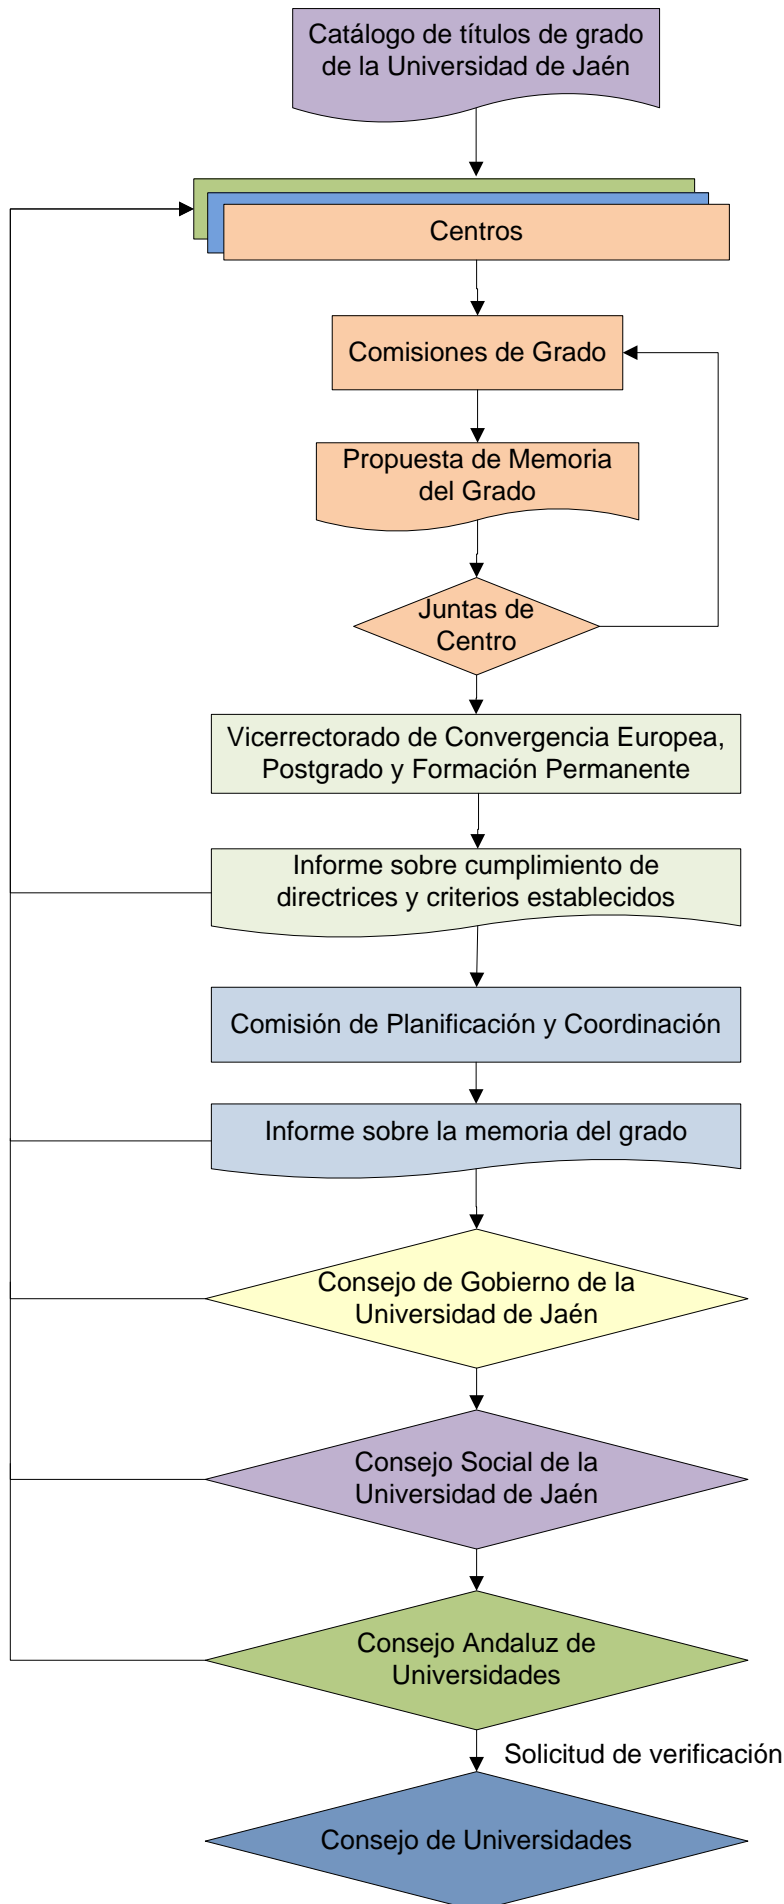 Catálogo de títulos de grado
de la Universidad de Jaén
Centros
Comisiones de Grado
Propuesta de Memoria
del Grado
Juntas de
Centro
Vicerrectorado de Convergencia Europea,
Postgrado y Formación Permanente
Informe sobre cumplimiento de
directrices y criterios establecidos
Comisión de Planificación y Coordinación
Informe sobre la memoria del grado
Consejo de Gobierno de la
Universidad de Jaén
Consejo Social de la
Universidad de Jaén
Consejo Andaluz de
Universidades
Solicitud de verificación
Consejo de Universidades